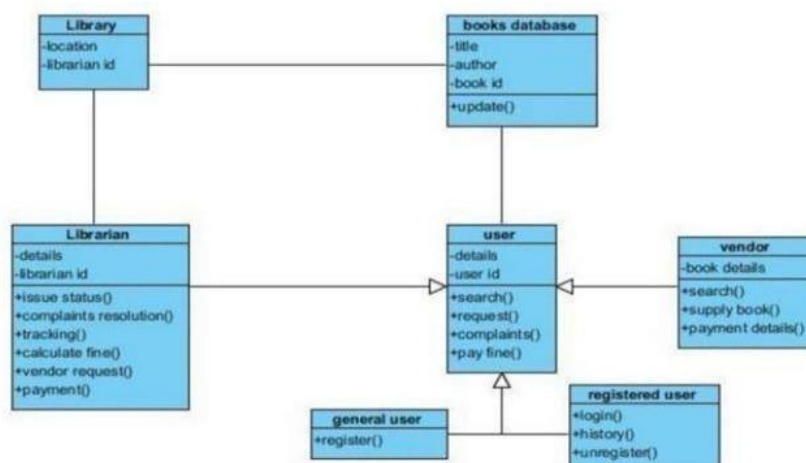 Library
-location
-librarian id
books database
-title
-author
-book id
+update()
Librarian
-details
-librarian id
+issue status()
+complaints resolution()
+tracking()
+calculate fine()
+vendor request()
+payment()
user
-details
-user id
+search()
+request()
+complaints()
+pay fine()
vendor
-book details
+search()
+supply book()
+payment details()
general user
+register()
registered user
+login()
+history()
+unregister()